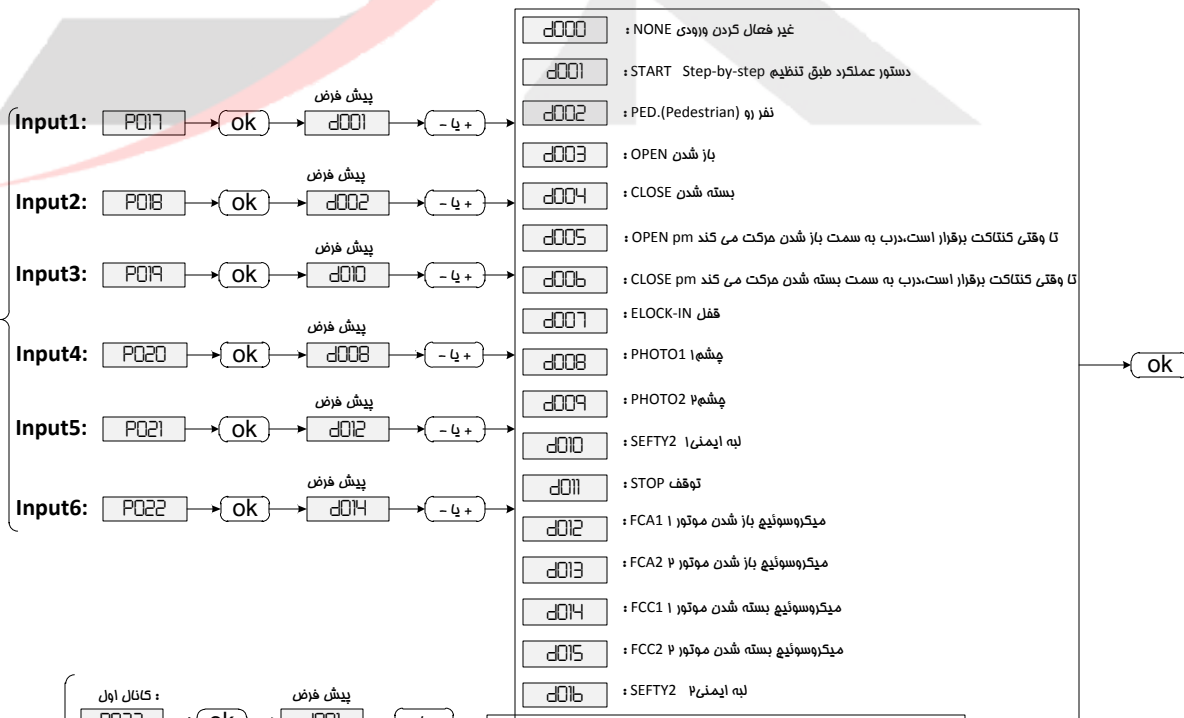 d000 غیر فعال کردن ورودی NONE :
d001 دستور عملکرد طبق تنظیم START Step-by-step :
پیش فرض
Input1: P017 ok d001 + یا -
d002 نفر رو PED.(Pedestrian) :
d003 باز شدن OPEN :
پیش فرض
Input2: P018 ok d002 + یا -
d004 بسته شدن CLOSE :
d005 تا وقتی کنتاکت برقرار است،درب به سمت باز شدن حرکت می کند OPEN pm :
پیش فرض
Input3: P019 ok d010 + یا -
d006 تا وقتی کنتاکت برقرار است،درب به سمت بسته شدن حرکت می کند CLOSE pm :
d007 قفل ELOCK-IN :
پیش فرض
Input4: P020 ok d008 + یا -
d008 چشم۱ PHOTO1 :
ok
d009 چشم۲ PHOTO2 :
پیش فرض
Input5: P021 ok d012 + یا -
d010 لبه ایمنی۱ SEFTY2 :
d011 توقف STOP :
پیش فرض
Input6: P022 ok d014 + یا -
d012 میکروسوئیچ باز شدن موتور ۱ FCA1 :
d013 میکروسوئیچ باز شدن موتور ۲ FCA2 :
d014 میکروسوئیچ بسته شدن موتور ۱ FCC1 :
d015 میکروسوئیچ بسته شدن موتور ۲ FCC2 :
d016 لبه ایمنی۲ SEFTY2 :
کانال اول :
پیش فرض
ok